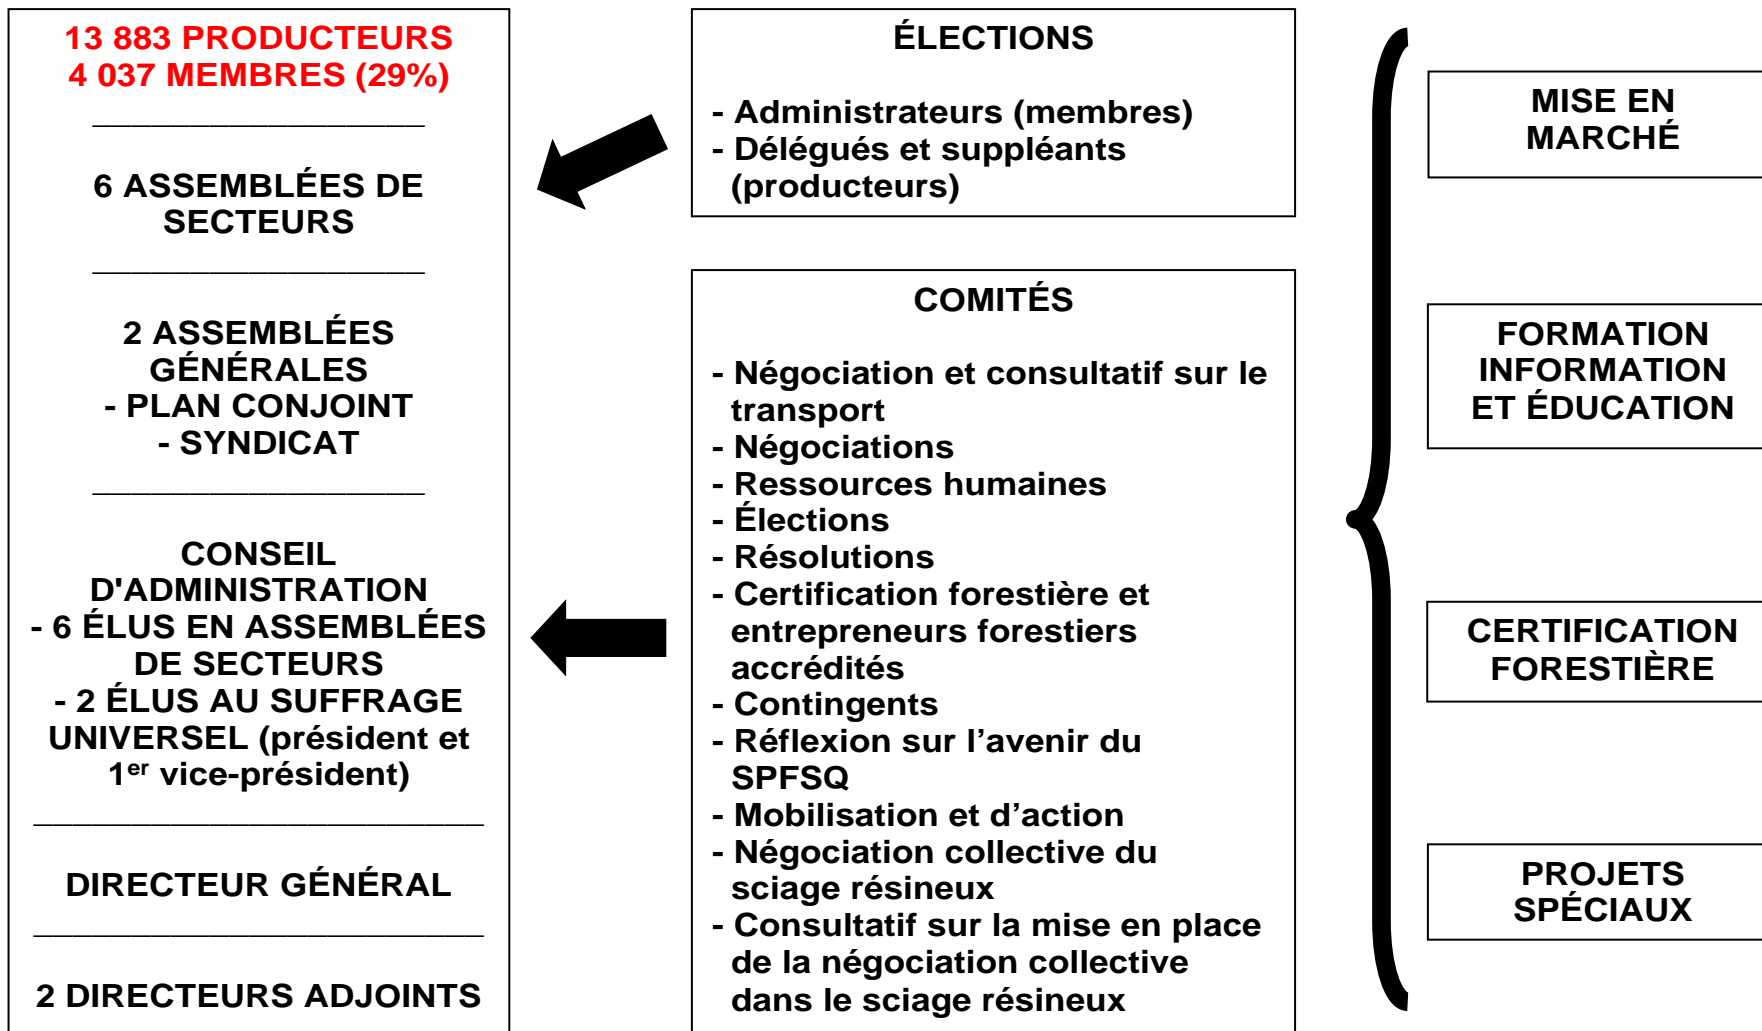 13 883 PRODUCTEURS
4 037 MEMBRES (29%)
6 ASSEMBLÉES DE
SECTEURS
2 ASSEMBLÉES
GÉNÉRALES
- PLAN CONJOINT
- SYNDICAT
CONSEIL
D'ADMINISTRATION
- 6 ÉLUS EN ASSEMBLÉES
DE SECTEURS
- 2 ÉLUS AU SUFFRAGE
UNIVERSEL (président et
1er vice-président)
DIRECTEUR GÉNÉRAL
2 DIRECTEURS ADJOINTS
ÉLECTIONS
- Administrateurs (membres)
- Délégués et suppléants
(producteurs)
COMITÉS
- Négociation et consultatif sur le
transport
- Négociations
- Ressources humaines
- Élections
- Résolutions
- Certification forestière et
entrepreneurs forestiers
accrédités
- Contingents
- Réflexion sur l’avenir du
SPFSQ
- Mobilisation et d’action
- Négociation collective du
sciage résineux
- Consultatif sur la mise en place
de la négociation collective
dans le sciage résineux
MISE EN
MARCHÉ
FORMATION
INFORMATION
ET ÉDUCATION
CERTIFICATION
FORESTIÈRE
PROJETS
SPÉCIAUX